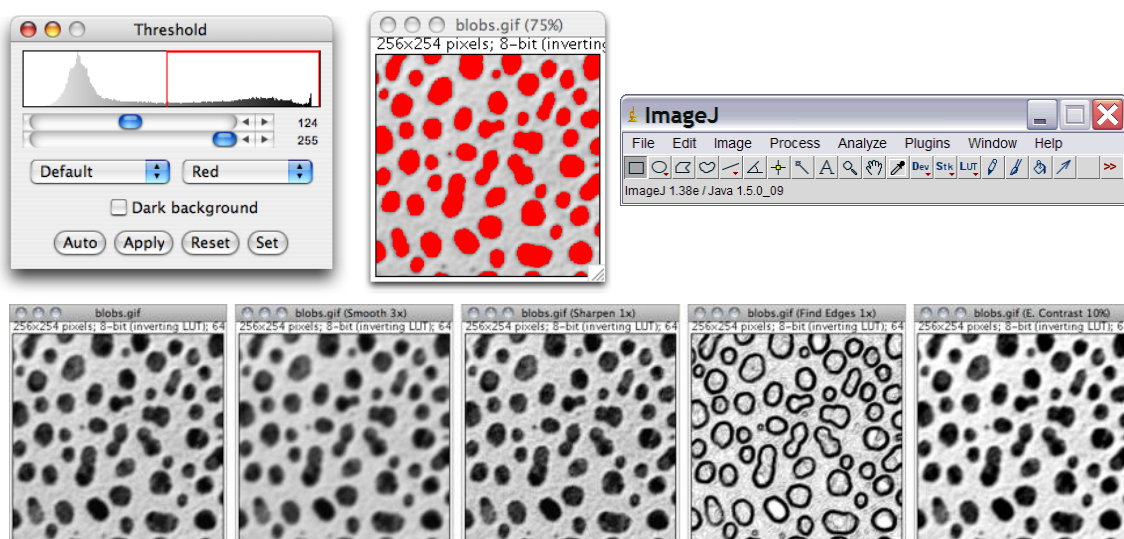 Threshold
124
255
Default
Red
Dark background
Auto
Apply
Reset
Set
blobs.gif (75%)
256x254 pixels; 8-bit (inverting
ImageJ
File Edit Image Process Analyze Plugins Window Help
Dev Stk LUT >>
ImageJ 1.38e / Java 1.5.0_09
blobs.gif
256x254 pixels; 8-bit (inverting LUT); 64
blobs.gif (Smooth 3x)
256x254 pixels; 8-bit (inverting LUT); 64
blobs.gif (Sharpen 1x)
256x254 pixels; 8-bit (inverting LUT); 64
blobs.gif (Find Edges 1x)
256x254 pixels; 8-bit (inverting LUT); 64
blobs.gif (E. Contrast 10%)
256x254 pixels; 8-bit (inverting LUT);